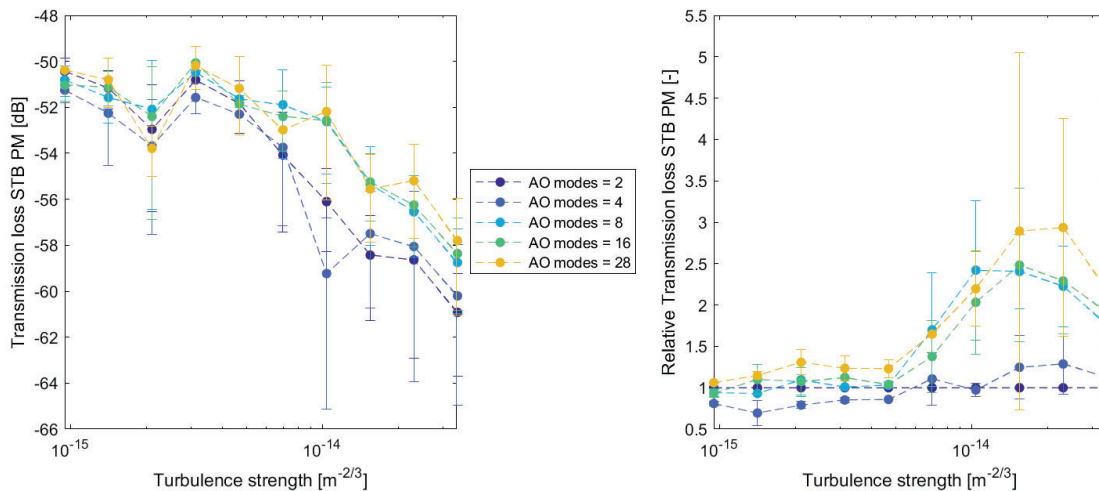 -48
-50
-52
-54
-56
-58
-60
-62
-64
-66
Transmission loss STB PM [dB]
10^-15
10^-14
Turbulence strength [m^-2/3]
AO modes = 2
AO modes = 4
AO modes = 8
AO modes = 16
AO modes = 28
5.5
5
4.5
4
3.5
3
2.5
2
1.5
1
0.5
Relative Transmission loss STB PM [-]
10^-15
10^-14
Turbulence strength [m^-2/3]